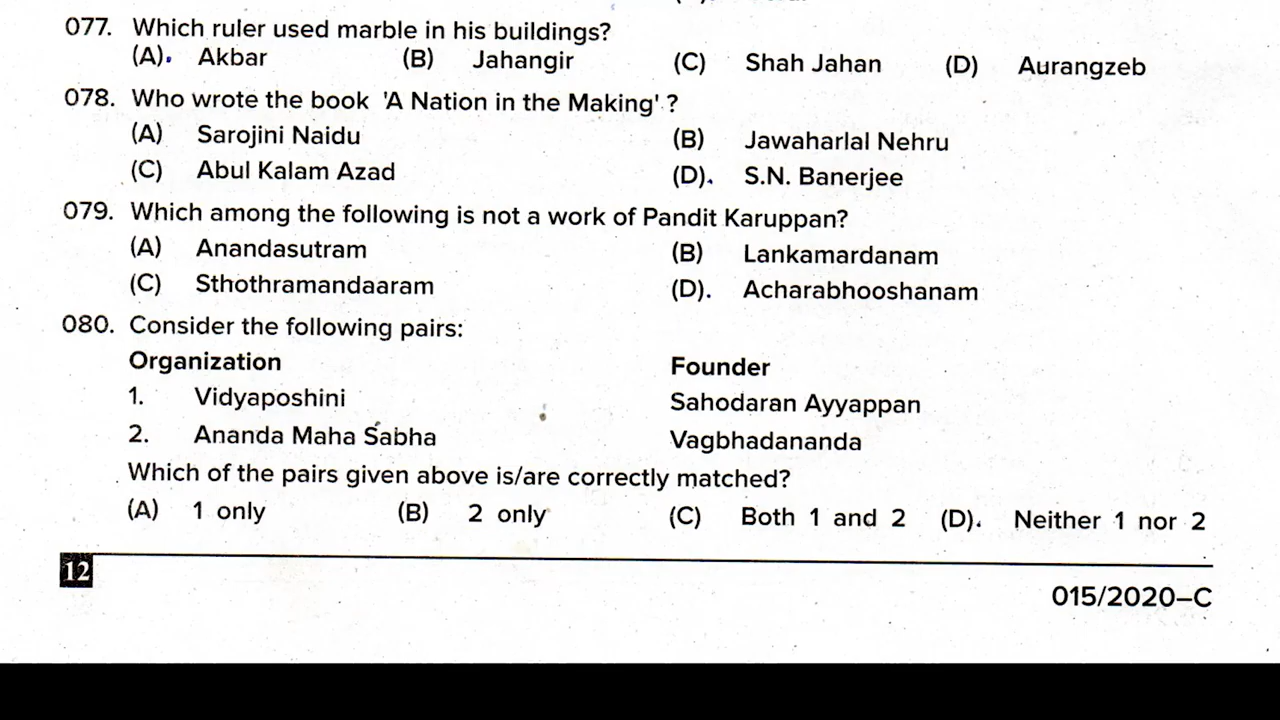 077. Which ruler used marble in his buildings?
(A). Akbar (B) Jahangir (C) Shah Jahan (D) Aurangzeb
078. Who wrote the book 'A Nation in the Making' ?
(A) Sarojini Naidu (B) Jawaharlal Nehru
(C) Abul Kalam Azad (D). S.N. Banerjee
079. Which among the following is not a work of Pandit Karuppan?
(A) Anandasutram (B) Lankamardanam
(C) Sthothramandaaram (D). Acharabhooshanam
080. Consider the following pairs:
Organization Founder
1. Vidyaposhini Sahodaran Ayyappan
2. Ananda Maha Sabha Vagbhadananda
Which of the pairs given above is/are correctly matched?
(A) 1 only (B) 2 only (C) Both 1 and 2 (D). Neither 1 nor 2
12
015/2020–C